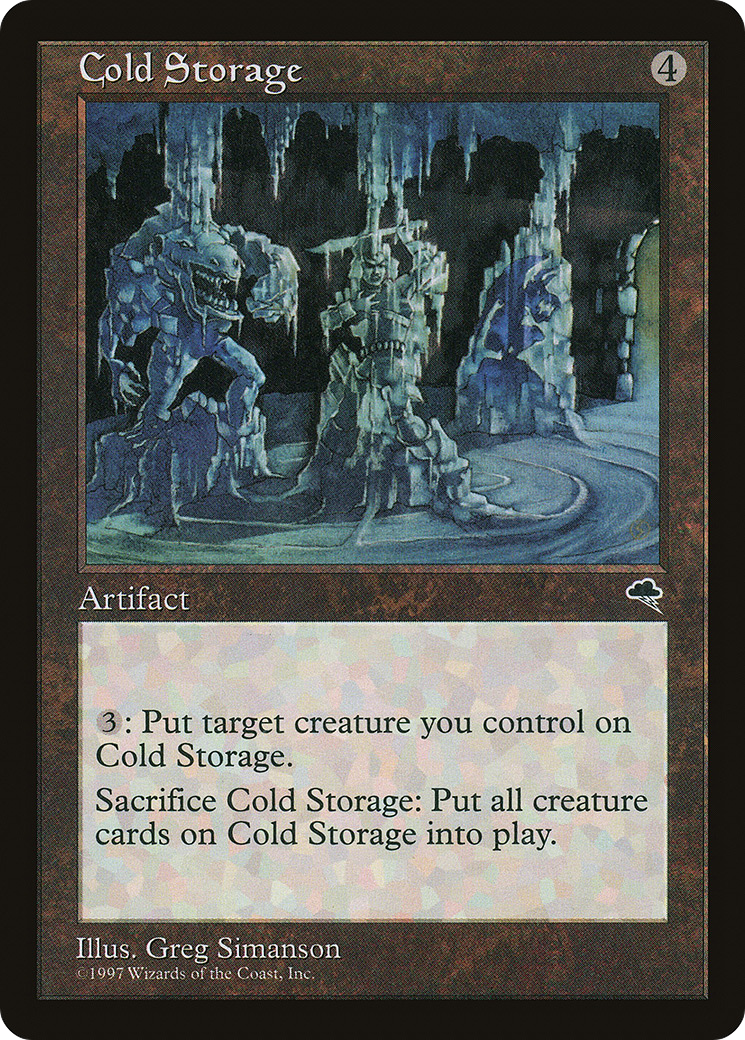 Cold Storage
4
Artifact
3: Put target creature you control on
Cold Storage.
Sacrifice Cold Storage: Put all creature
cards on Cold Storage into play.
Illus. Greg Simanson
©1997 Wizards of the Coast, Inc.